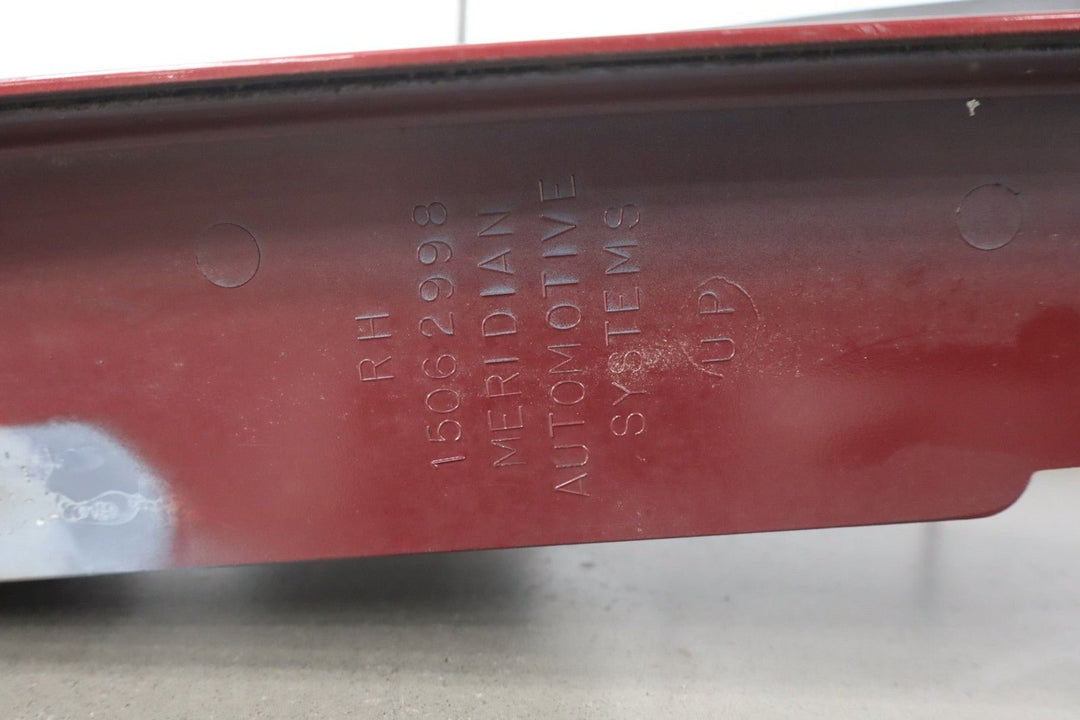 RH
15062998
MERIDIAN
AUTOMOTIVE
SYSTEMS
UP